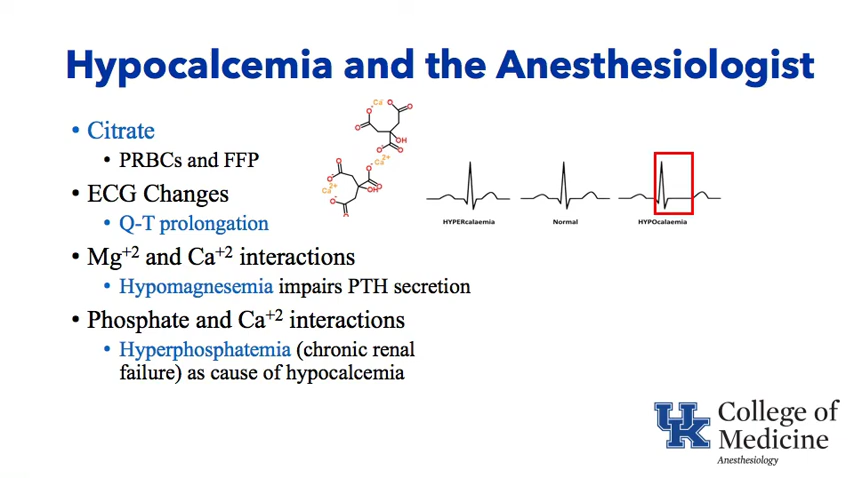 Hypocalcemia and the Anesthesiologist
• Citrate
• PRBCs and FFP
• ECG Changes
• Q-T prolongation
• Mg+2 and Ca+2 interactions
• Hypomagnesemia impairs PTH secretion
• Phosphate and Ca+2 interactions
• Hyperphosphatemia (chronic renal
failure) as cause of hypocalcemia
HYPERcalaemia
Normal
HYPOcalaemia
UK
College of
Medicine
Anesthesiology